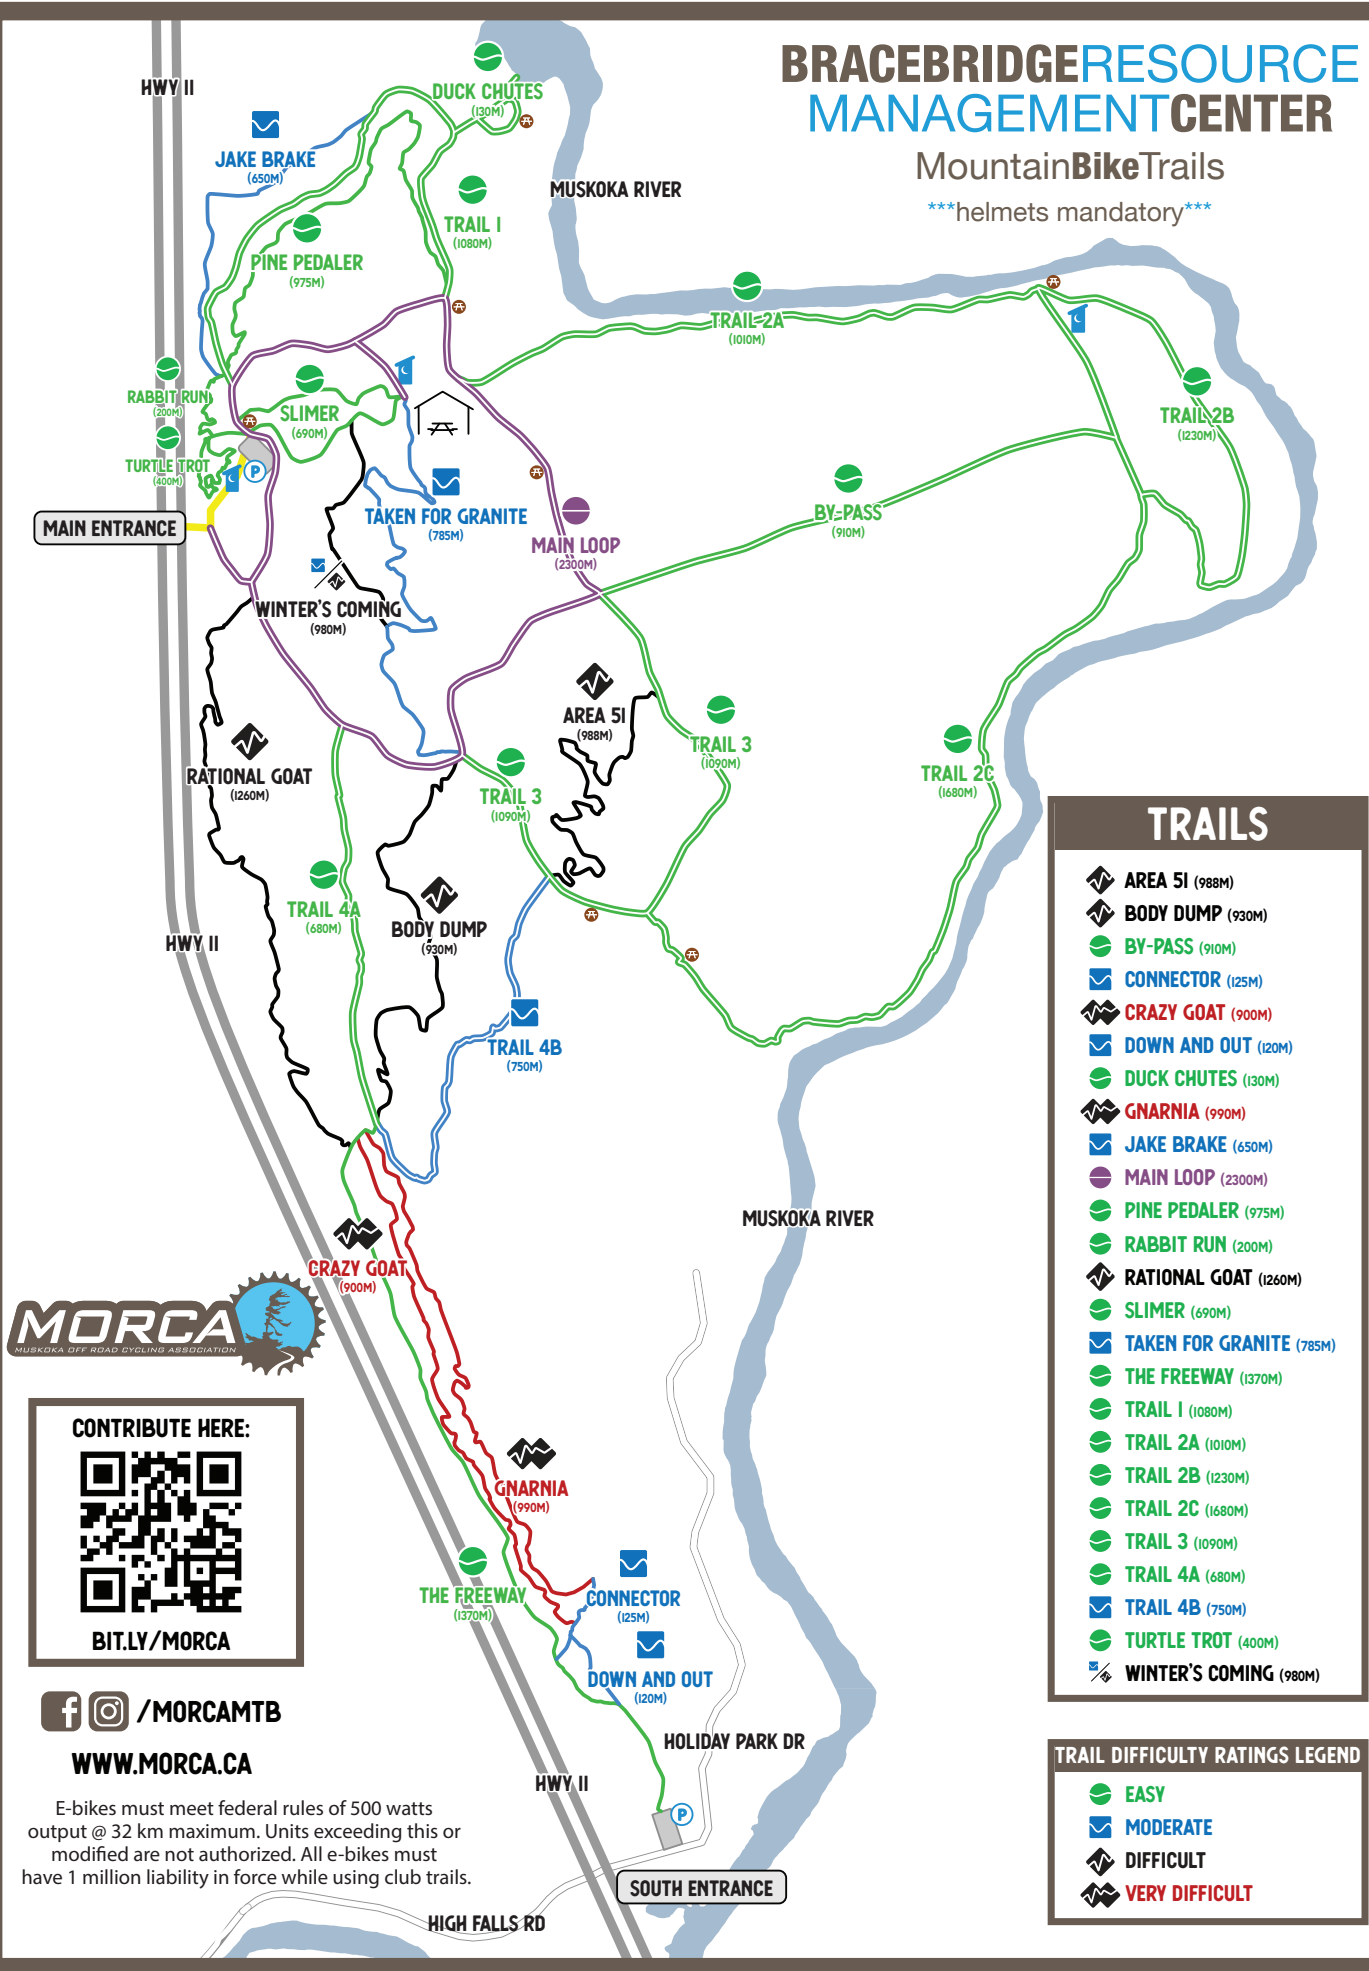 BRACEBRIDGERESOURCE
MANAGEMENTCENTER
MountainBikeTrails
***helmets mandatory***
HWY 11
DUCK CHUTES
(130M)
JAKE BRAKE
(650M)
MUSKOKA RIVER
TRAIL 1
(1080M)
PINE PEDALER
(975M)
TRAIL 2A
(1010M)
RABBIT RUN
(200M)
SLIMER
(690M)
TRAIL 2B
(1230M)
TURTLE TROT
(400M)
P
TAKEN FOR GRANITE
(785M)
BY-PASS
(910M)
MAIN ENTRANCE
MAIN LOOP
(2300M)
WINTER'S COMING
(980M)
AREA 51
(988M)
TRAIL 3
(1090M)
RATIONAL GOAT
(1260M)
TRAIL 2C
(1680M)
TRAIL 3
(1090M)
TRAIL 4A
(680M)
BODY DUMP
(930M)
HWY 11
TRAIL 4B
(750M)
MUSKOKA RIVER
CRAZY GOAT
(900M)
MORCA
MUSKOKA OFF ROAD CYCLING ASSOCIATION
GNARNIA
(990M)
THE FREEWAY
(1370M)
CONNECTOR
(125M)
DOWN AND OUT
(120M)
HOLIDAY PARK DR
HWY 11
P
SOUTH ENTRANCE
HIGH FALLS RD
CONTRIBUTE HERE:
BIT.LY/MORCA
/MORCAMTB
WWW.MORCA.CA
E-bikes must meet federal rules of 500 watts
output @ 32 km maximum. Units exceeding this or
modified are not authorized. All e-bikes must
have 1 million liability in force while using club trails.
TRAILS
AREA 51 (988M)
BODY DUMP (930M)
BY-PASS (910M)
CONNECTOR (125M)
CRAZY GOAT (900M)
DOWN AND OUT (120M)
DUCK CHUTES (130M)
GNARNIA (990M)
JAKE BRAKE (650M)
MAIN LOOP (2300M)
PINE PEDALER (975M)
RABBIT RUN (200M)
RATIONAL GOAT (1260M)
SLIMER (690M)
TAKEN FOR GRANITE (785M)
THE FREEWAY (1370M)
TRAIL 1 (1080M)
TRAIL 2A (1010M)
TRAIL 2B (1230M)
TRAIL 2C (1680M)
TRAIL 3 (1090M)
TRAIL 4A (680M)
TRAIL 4B (750M)
TURTLE TROT (400M)
WINTER'S COMING (980M)
TRAIL DIFFICULTY RATINGS LEGEND
EASY
MODERATE
DIFFICULT
VERY DIFFICULT